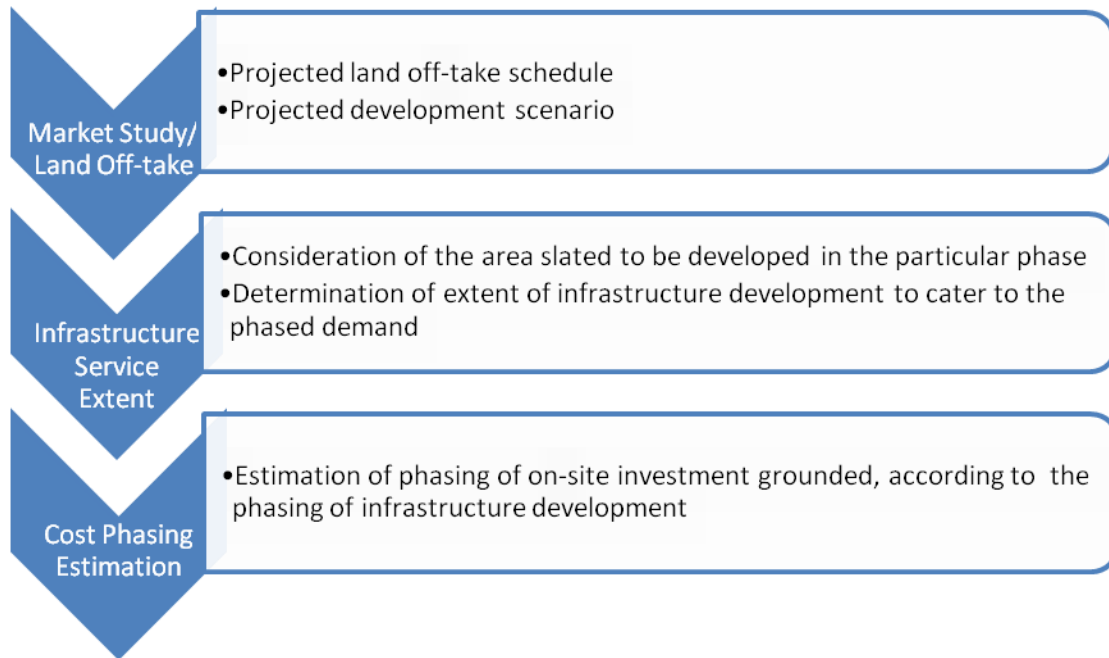 Market Study/
Land Off-take
•Projected land off-take schedule
•Projected development scenario
Infrastructure
Service
Extent
•Consideration of the area slated to be developed in the particular phase
•Determination of extent of infrastructure development to cater to the
phased demand
Cost Phasing
Estimation
•Estimation of phasing of on-site investment grounded, according to the
phasing of infrastructure development